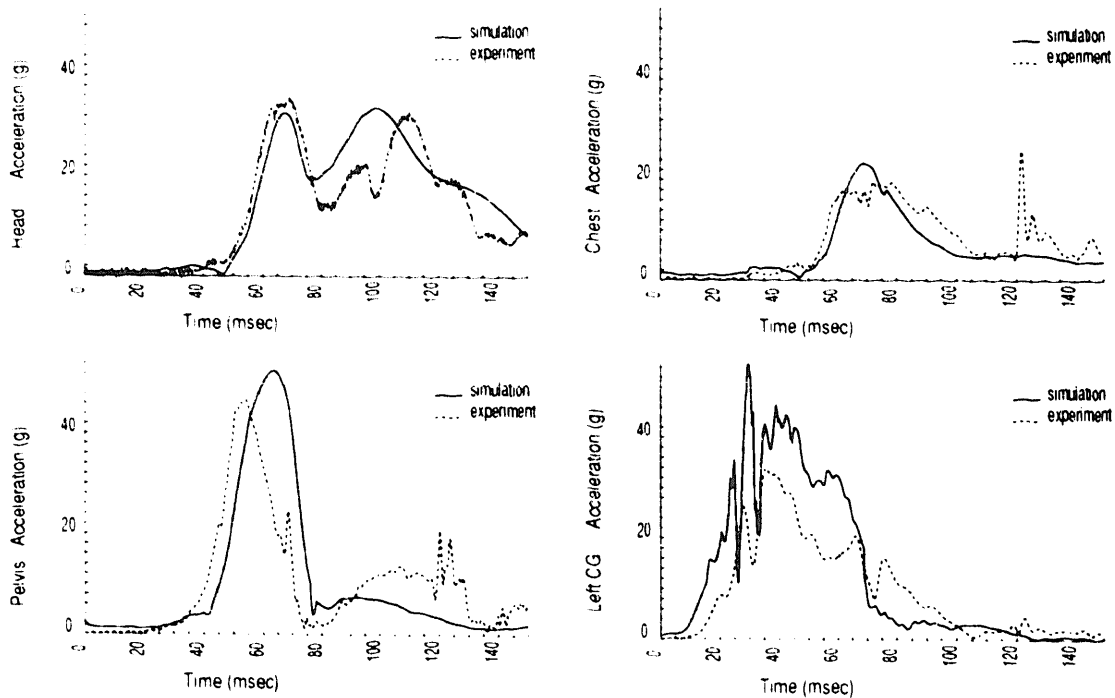 simulation
experiment
Head Acceleration (g)
40
20
0
0 20 40 60 80 100 120 140
Time (msec)
simulation
experiment
Chest Acceleration (g)
40
20
0
0 20 40 60 80 100 120 140
Time (msec)
simulation
experiment
Pelvis Acceleration (g)
40
20
0
0 20 40 60 80 100 120 140
Time (msec)
simulation
experiment
Left CG Acceleration (g)
40
20
0
0 20 40 60 80 100 120 140
Time (msec)